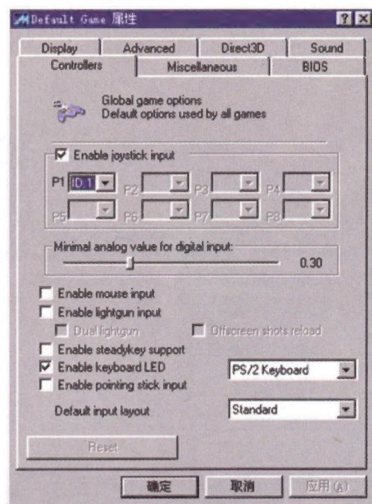 Default Game 属性
Display Advanced Direct3D Sound
Controllers Miscellaneous BIOS
Global game options
Default options used by all games
Enable joystick input
P1 ID 1 P2 P3 P4
P5 P6 P7 P8
Minimal analog value for digital input:
0.30
Enable mouse input
Enable lightgun input
Dual lightgun Offscreen shots reload
Enable steadykey support
Enable keyboard LED PS/2 Keyboard
Enable pointing stick input
Default input layout Standard
Reset
确定 取消 应用(A)